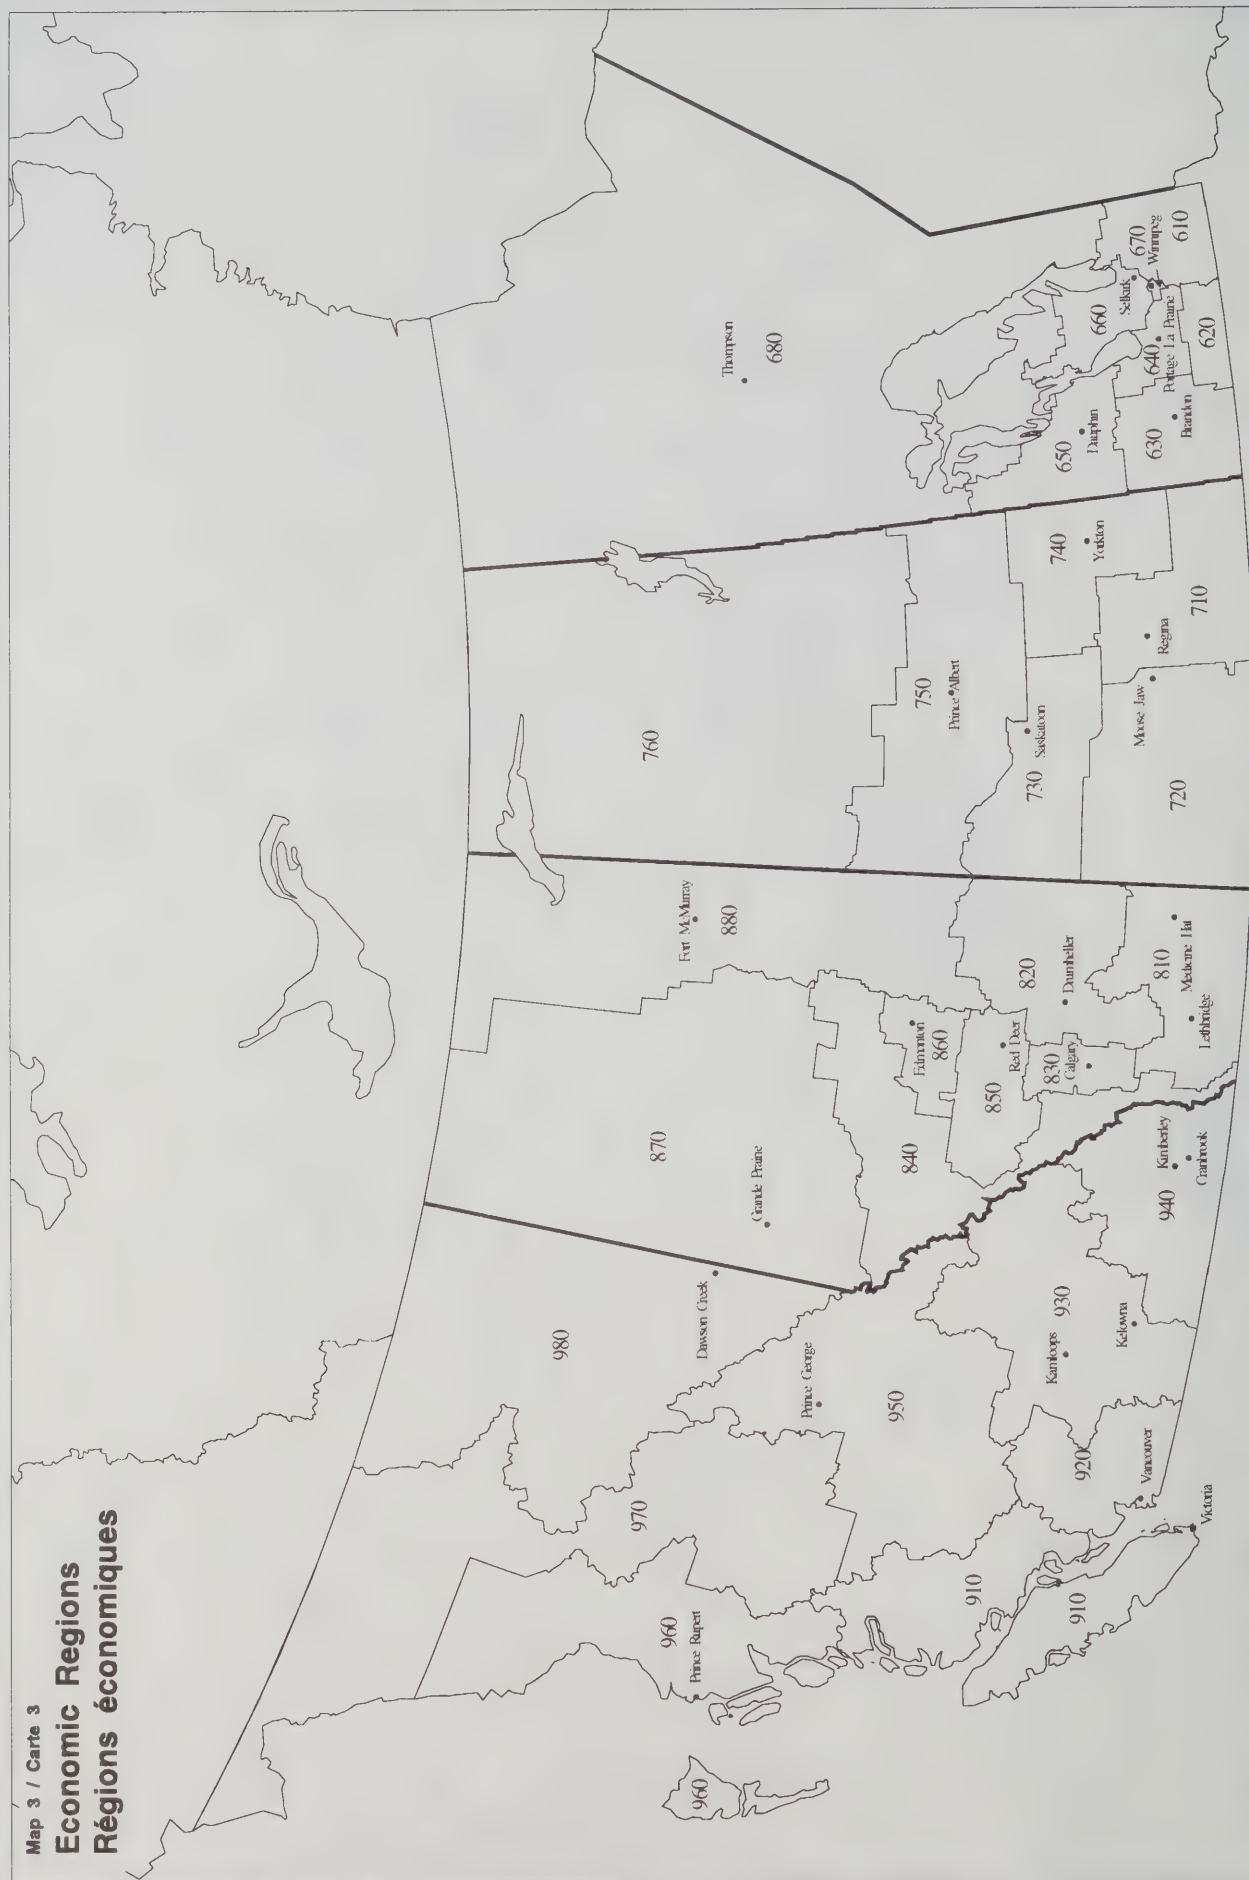 Map 3 / Carte 3
Economic Regions
Régions économiques
960
960
Prince Rupert
970
980
Dawson Creek
Prince George
950
910
910
920
Vancouver
Victoria
930
Kamloops
Kelowna
940
Kimberley
Cranbrook
870
Grande Prairie
880
Fort McMurray
840
860
Edmonton
850
Red Deer
830
Calgary
820
Drumheller
810
Medicine Hat
Lethbridge
760
750
Prince Albert
730
Saskatoon
740
Yorkton
720
Moose Jaw
710
Regina
680
Thompson
650
Dauphin
660
Selkirk
670
Winnipeg
640
Portage La Prairie
630
Brandon
620
610